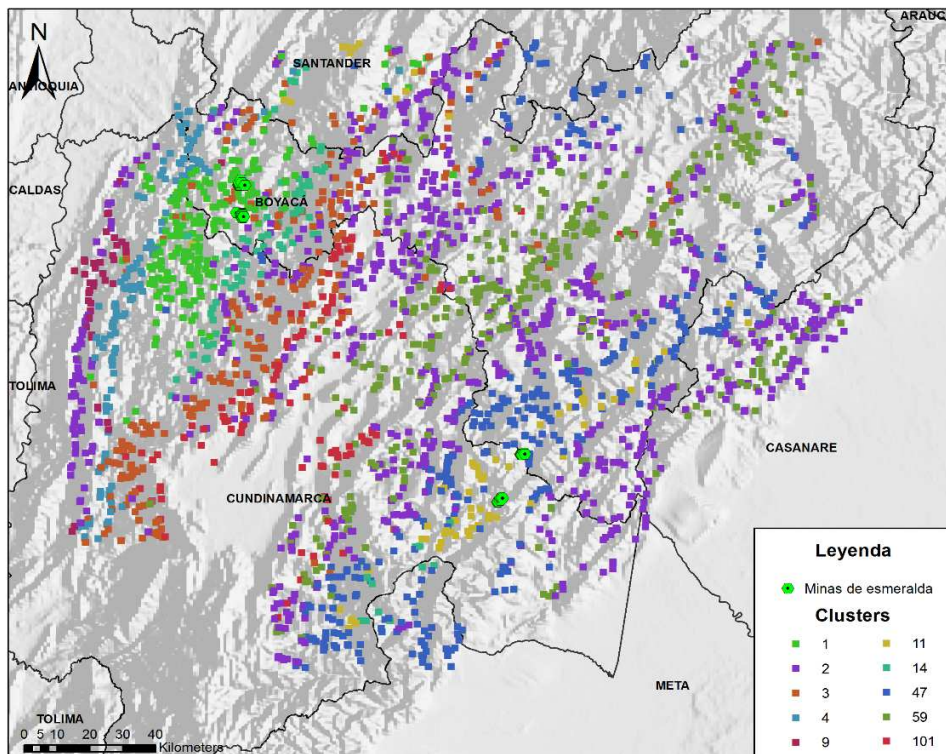 ARAUC
N
SANTANDER
ANTIOQUIA
CALDAS
BOYACÁ
TOLIMA
CASANARE
CUNDINAMARCA
META
TOLIMA
0 5 10 20 30 40
Kilometers
Leyenda
Minas de esmeralda
Clusters
1 11
2 14
3 47
4 59
9 101